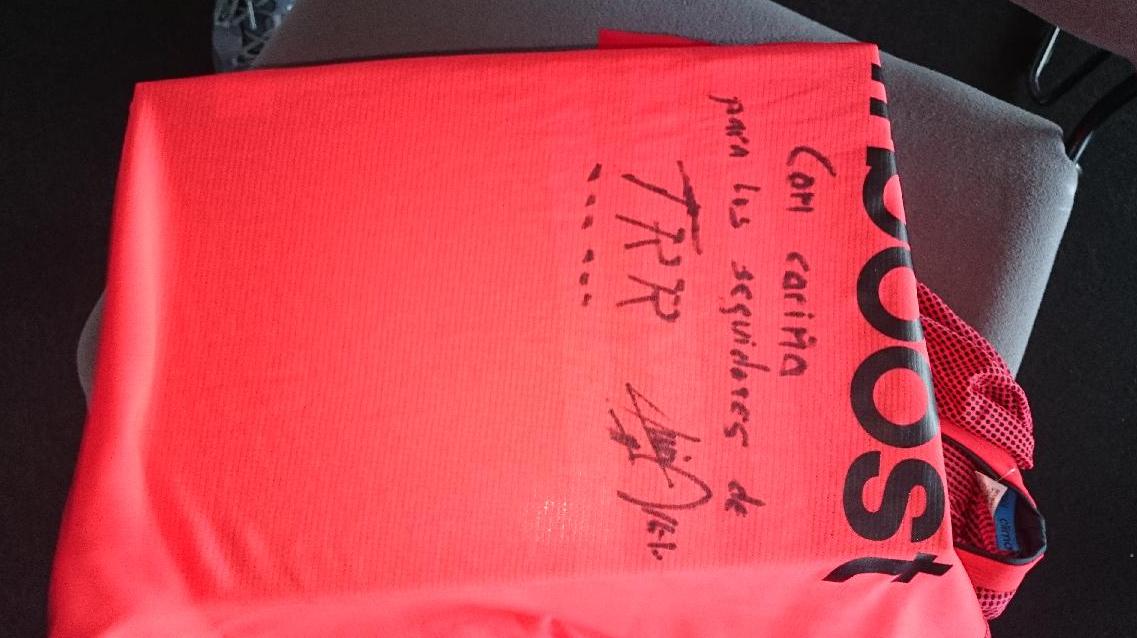 boost
Con cariño
para los seguidores de
TRR